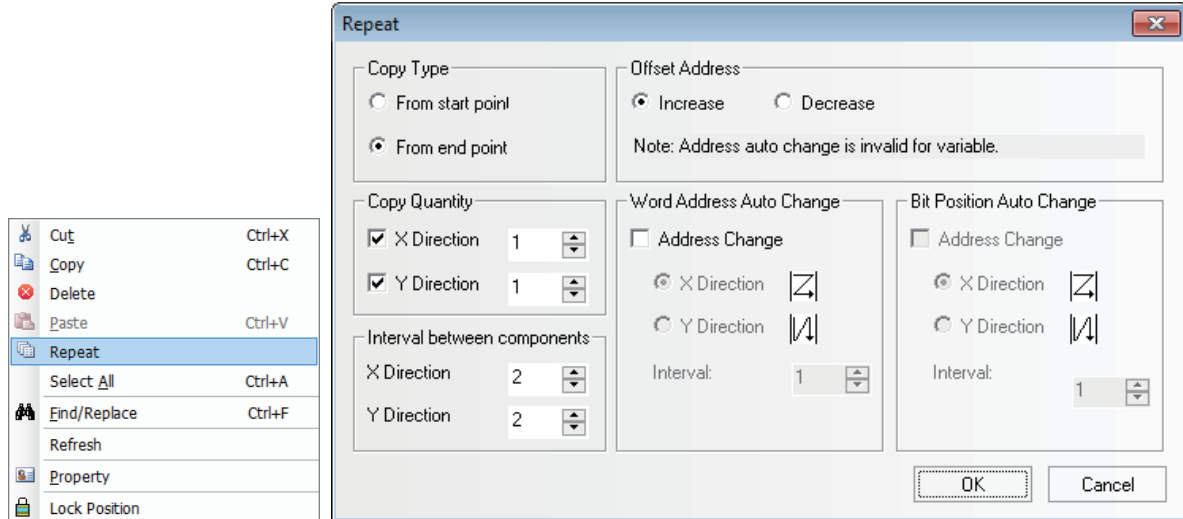 Cut Ctrl+X
Copy Ctrl+C
Delete
Paste Ctrl+V
Repeat
Select All Ctrl+A
Find/Replace Ctrl+F
Refresh
Property
Lock Position
Repeat
Copy Type
From start point
From end point
Offset Address
Increase Decrease
Note: Address auto change is invalid for variable.
Copy Quantity
X Direction 1
Y Direction 1
Interval between components
X Direction 2
Y Direction 2
Word Address Auto Change
Address Change
X Direction
Y Direction
Interval: 1
Bit Position Auto Change
Address Change
X Direction
Y Direction
Interval: 1
OK Cancel